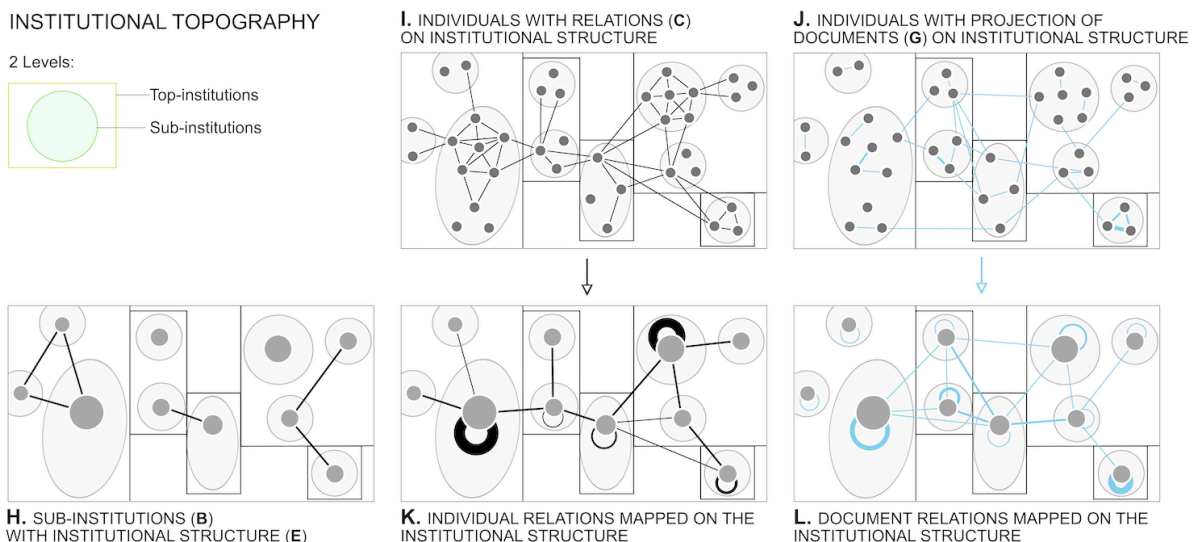 INSTITUTIONAL TOPOGRAPHY
2 Levels:
Top-institutions
Sub-institutions
I. INDIVIDUALS WITH RELATIONS (C)
ON INSTITUTIONAL STRUCTURE
J. INDIVIDUALS WITH PROJECTION OF
DOCUMENTS (G) ON INSTITUTIONAL STRUCTURE
H. SUB-INSTITUTIONS (B)
WITH INSTITUTIONAL STRUCTURE (E)
K. INDIVIDUAL RELATIONS MAPPED ON THE
INSTITUTIONAL STRUCTURE
L. DOCUMENT RELATIONS MAPPED ON THE
INSTITUTIONAL STRUCTURE